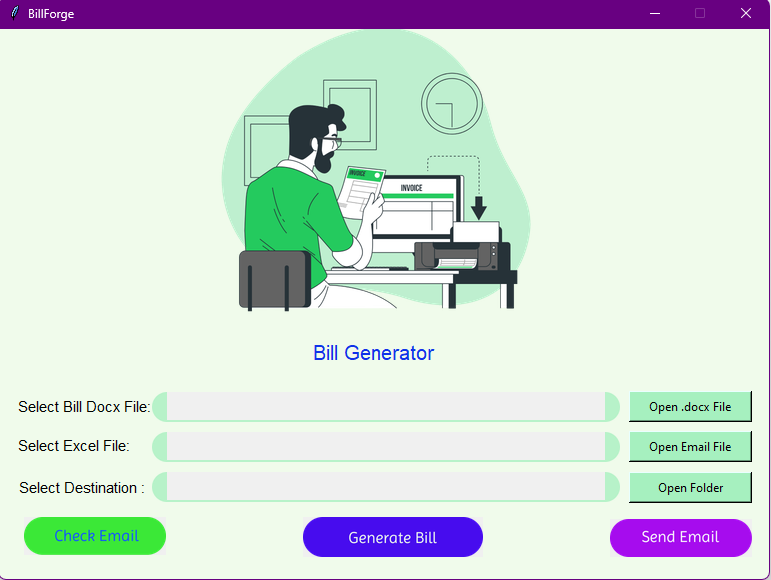 BillForge
INVOICE
INVOICE
Bill Generator
Select Bill Docx File:
Open .docx File
Select Excel File:
Open Email File
Select Destination :
Open Folder
Check Email
Generate Bill
Send Email